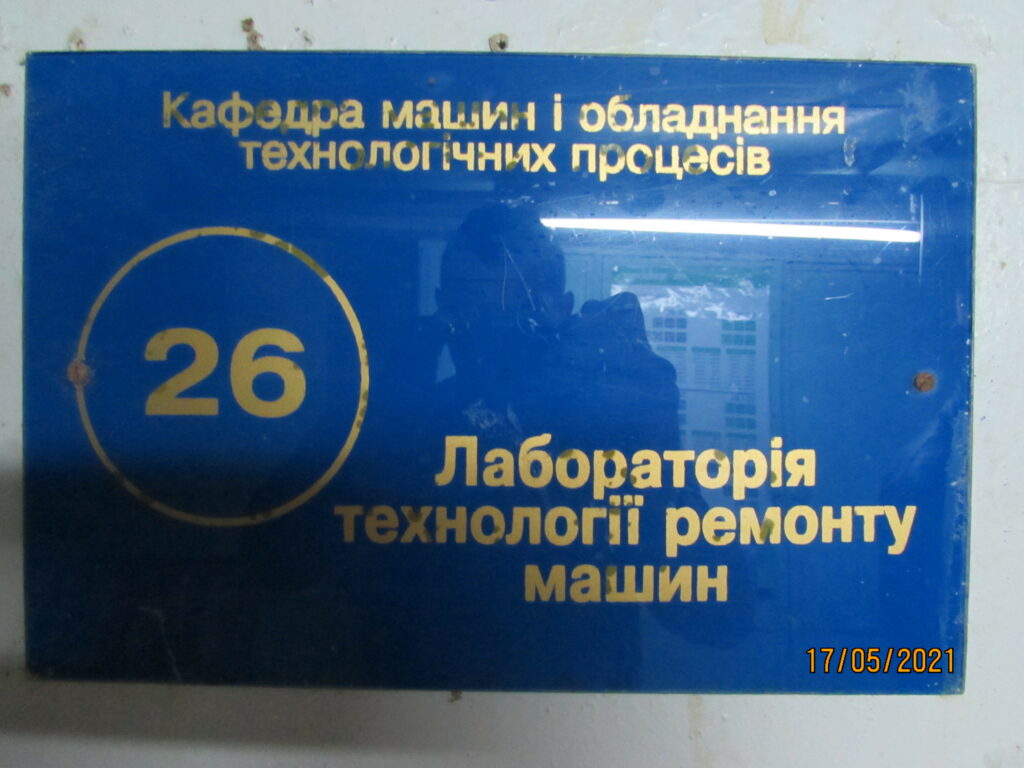 Кафедра машин і обладнання
технологічних процесів
26
Лабораторія
технології ремонту
машин
17/05/2021